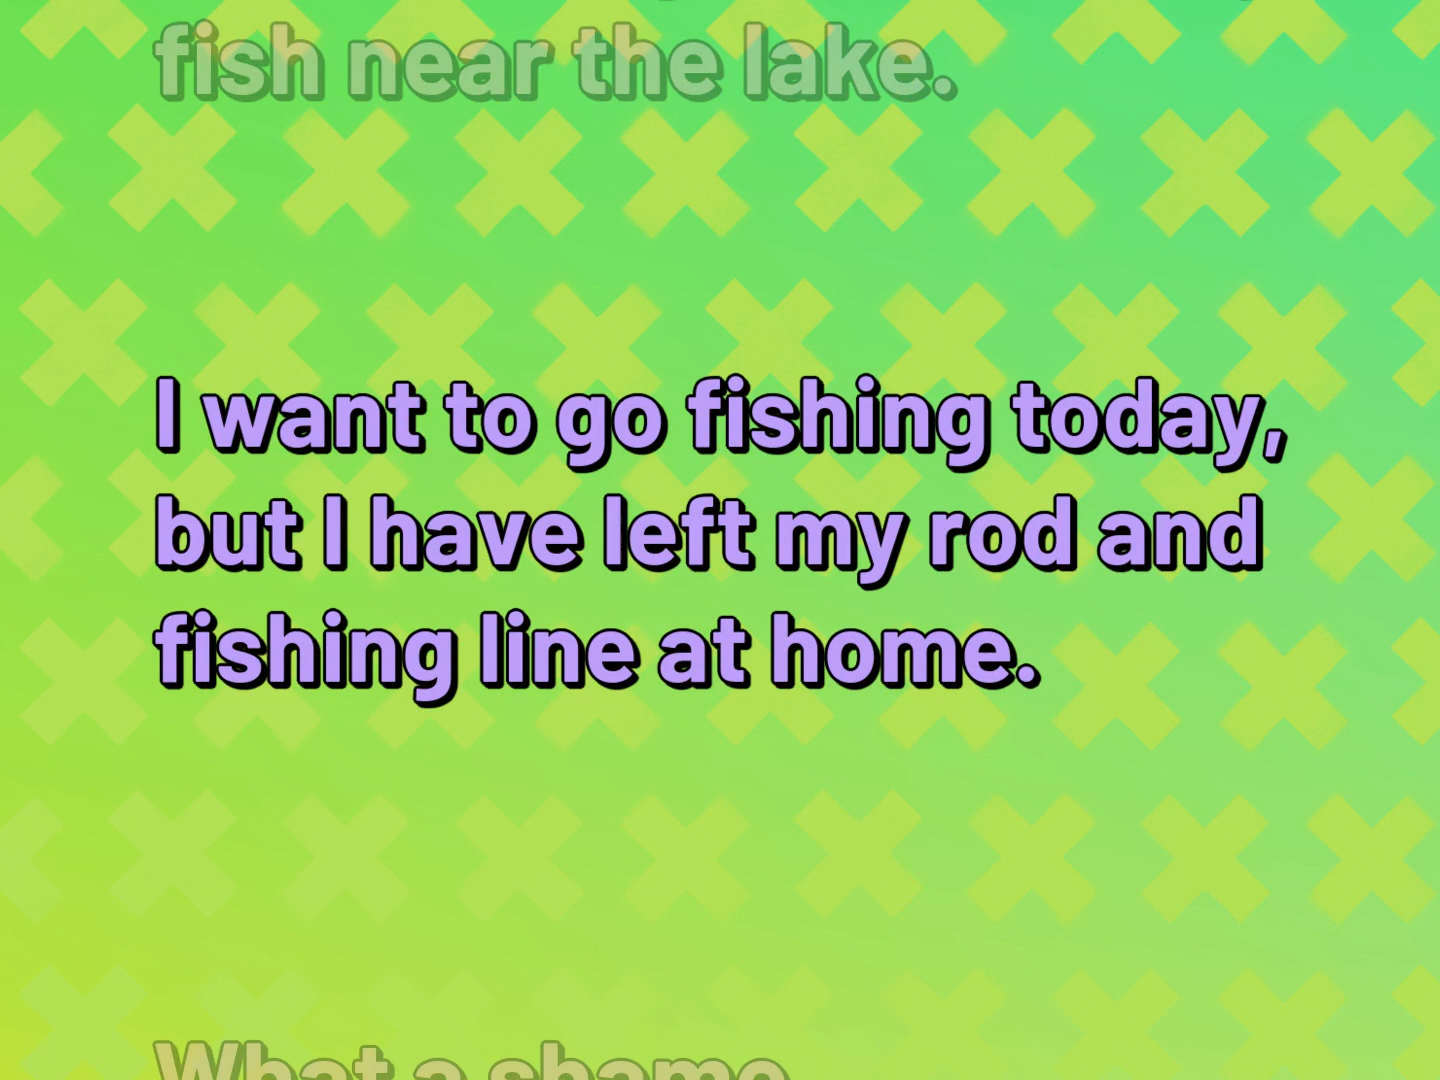 fish near the lake.
I want to go fishing today,
but I have left my rod and
fishing line at home.
What a shame